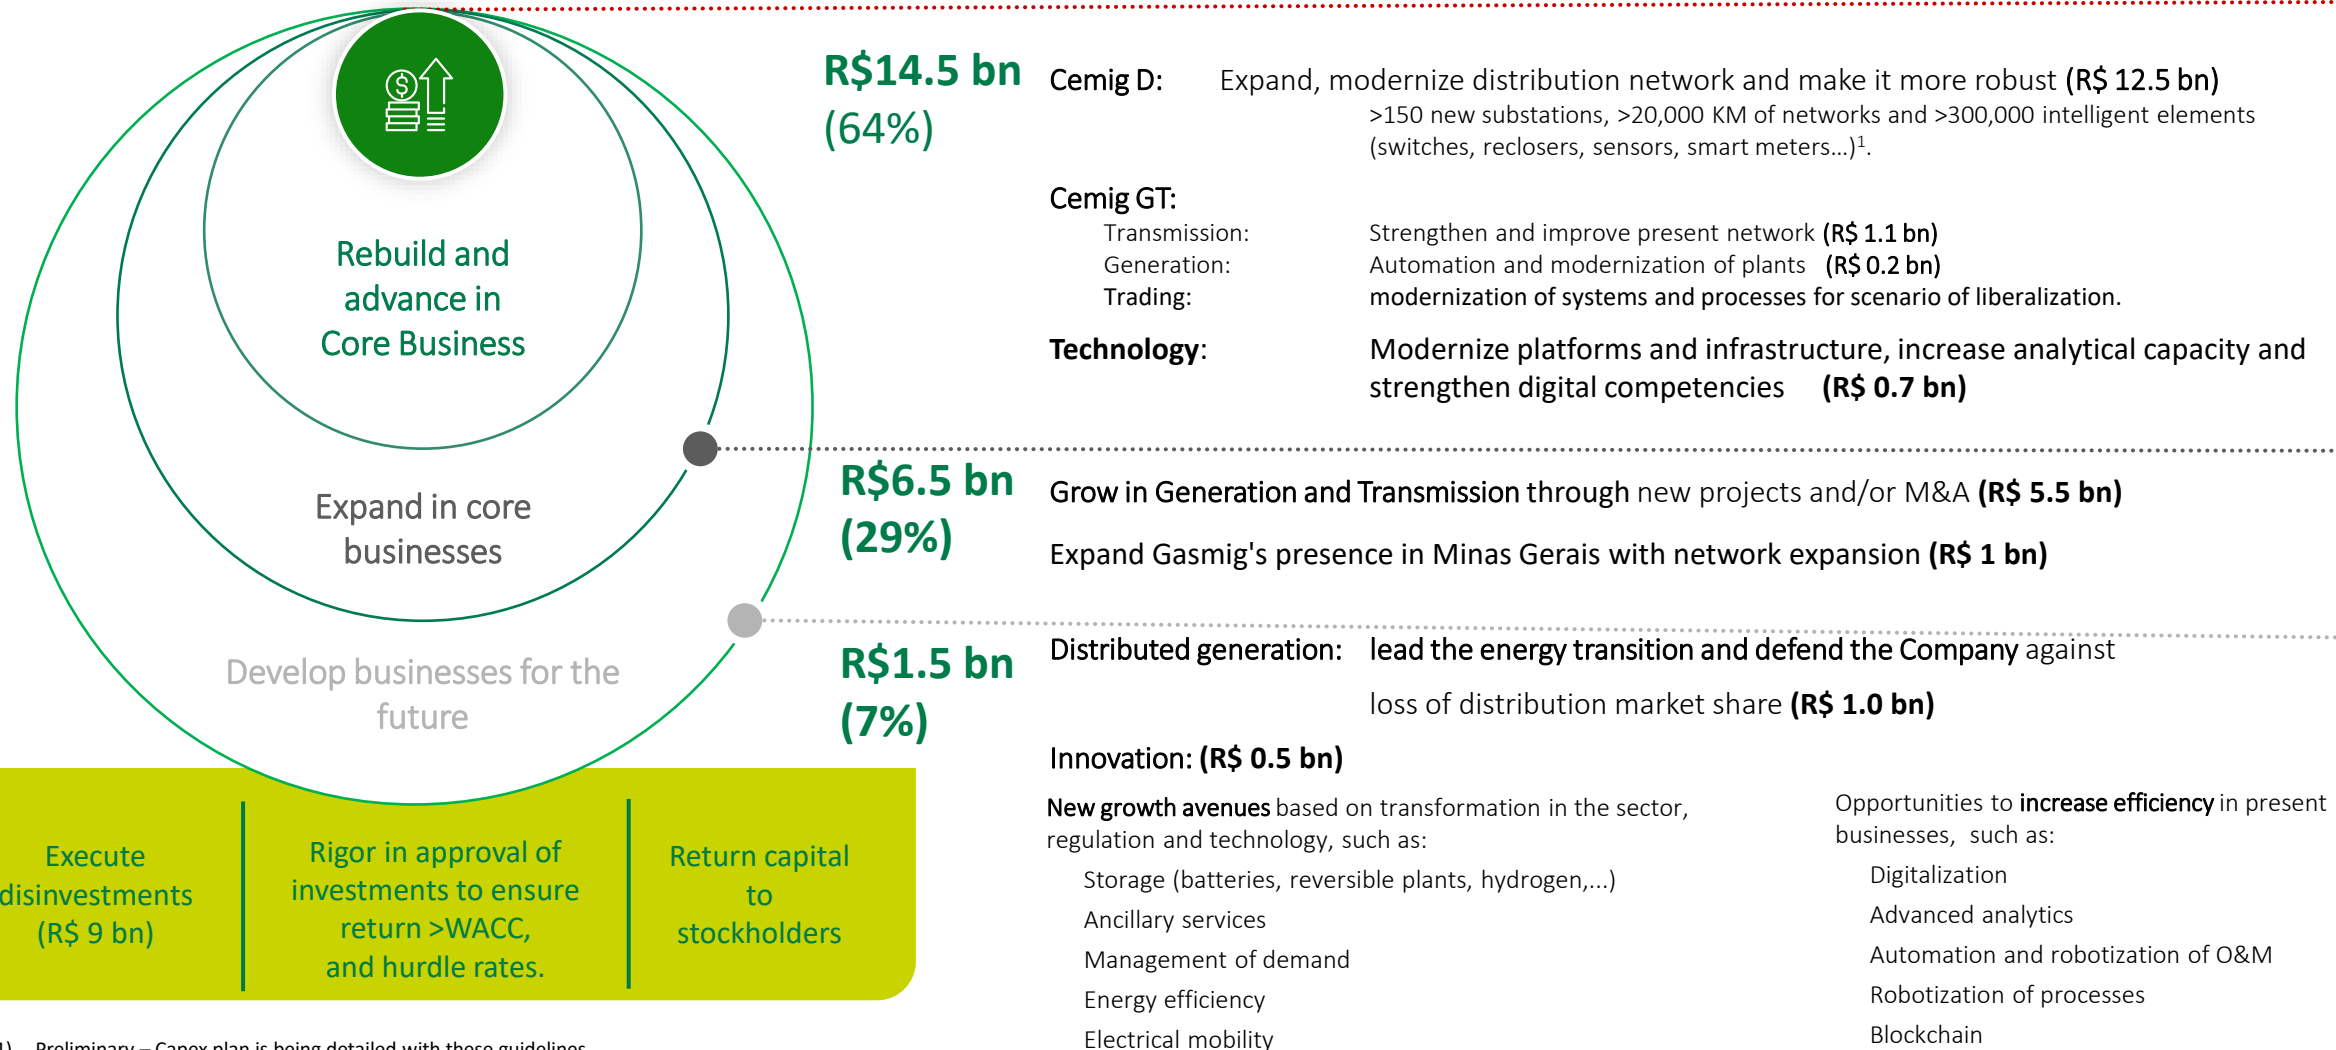 Rebuild and
advance in
Core Business
Expand in core
businesses
Develop businesses for the
future
R$14.5 bn
(64%)
Cemig D: Expand, modernize distribution network and make it more robust (R$ 12.5 bn)
>150 new substations, >20,000 KM of networks and >300,000 intelligent elements
(switches, reclosers, sensors, smart meters...)1.
Cemig GT:
Transmission: Strengthen and improve present network (R$ 1.1 bn)
Generation: Automation and modernization of plants (R$ 0.2 bn)
Trading: modernization of systems and processes for scenario of liberalization.
Technology: Modernize platforms and infrastructure, increase analytical capacity and
strengthen digital competencies (R$ 0.7 bn)
R$6.5 bn
(29%)
Grow in Generation and Transmission through new projects and/or M&A (R$ 5.5 bn)
Expand Gasmig's presence in Minas Gerais with network expansion (R$ 1 bn)
R$1.5 bn
(7%)
Distributed generation: lead the energy transition and defend the Company against
loss of distribution market share (R$ 1.0 bn)
Innovation: (R$ 0.5 bn)
New growth avenues based on transformation in the sector,
regulation and technology, such as:
Storage (batteries, reversible plants, hydrogen,...)
Ancillary services
Management of demand
Energy efficiency
Electrical mobility
Opportunities to increase efficiency in present
businesses, such as:
Digitalization
Advanced analytics
Automation and robotization of O&M
Robotization of processes
Blockchain
Execute
disinvestments
(R$ 9 bn)
Rigor in approval of
investments to ensure
return >WACC,
and hurdle rates.
Return capital
to
stockholders
1) Preliminary – Capex plan is being detailed with these guidelines